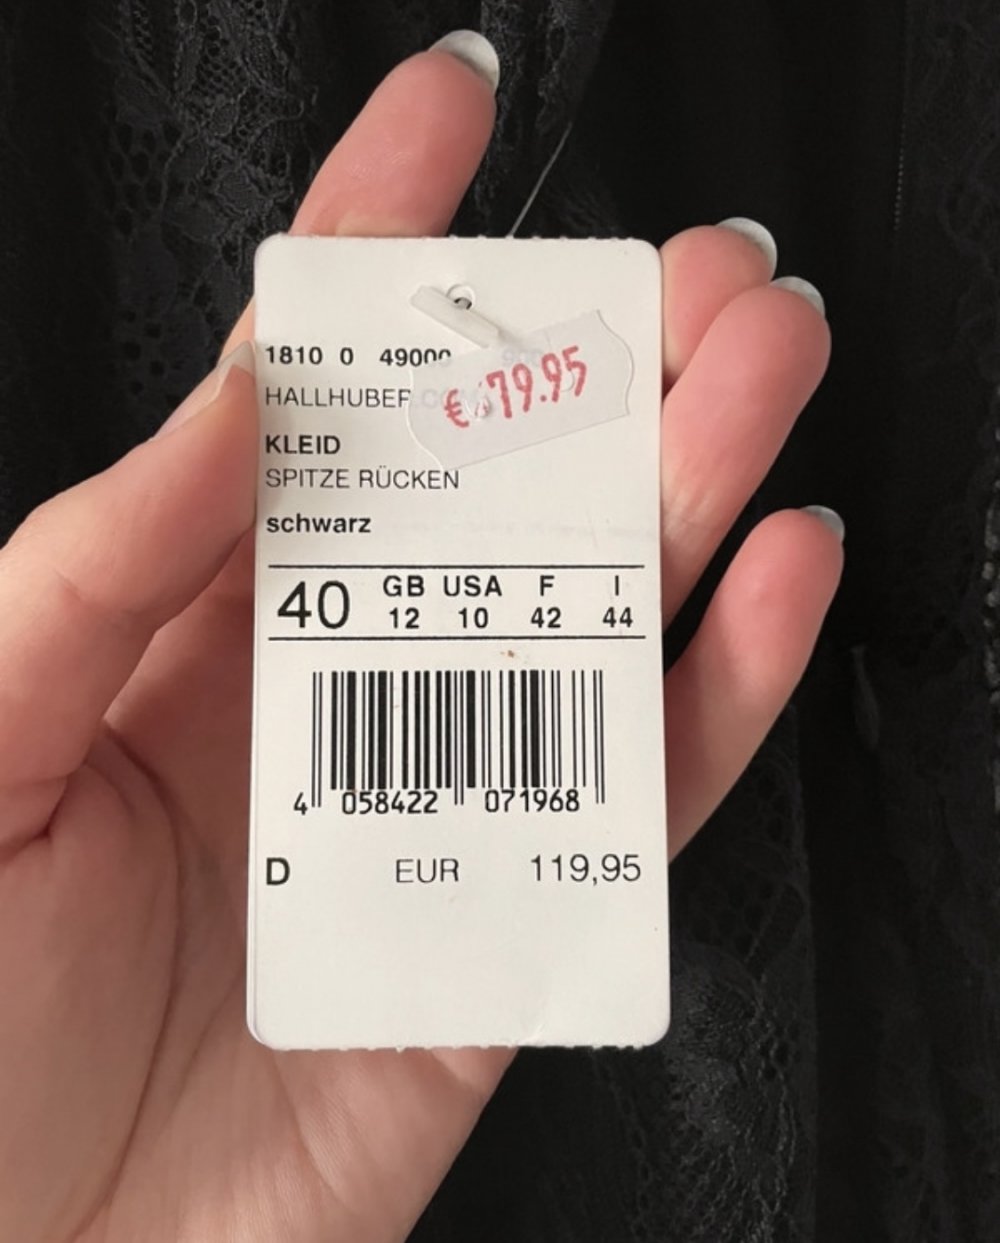 1810 0 4900
€ 79.95
HALLHUBER
KLEID
SPITZE RÜCKEN
schwarz
40 GB USA F I
12 10 42 44
4 058422 071968
D EUR 119,95